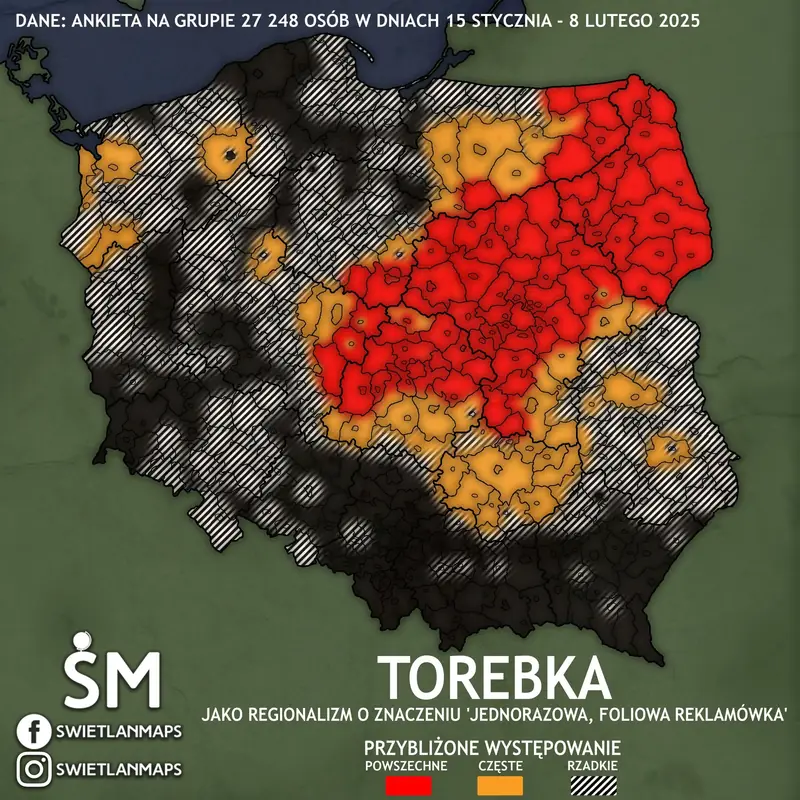 DANE: ANKIETA NA GRUPIE 27 248 OSÓB W DNIACH 15 STYCZNIA - 8 LUTEGO 2025
ŚM
SWIETLANMAPS
SWIETLANMAPS
TOREBKA
JAKO REGIONALIZM O ZNACZENIU 'JEDNORAZOWA, FOLIOWA REKLAMÓWKA'
PRZYBLIŻONE WYSTĘPOWANIE
POWSZECHNE CZĘSTE RZADKIE